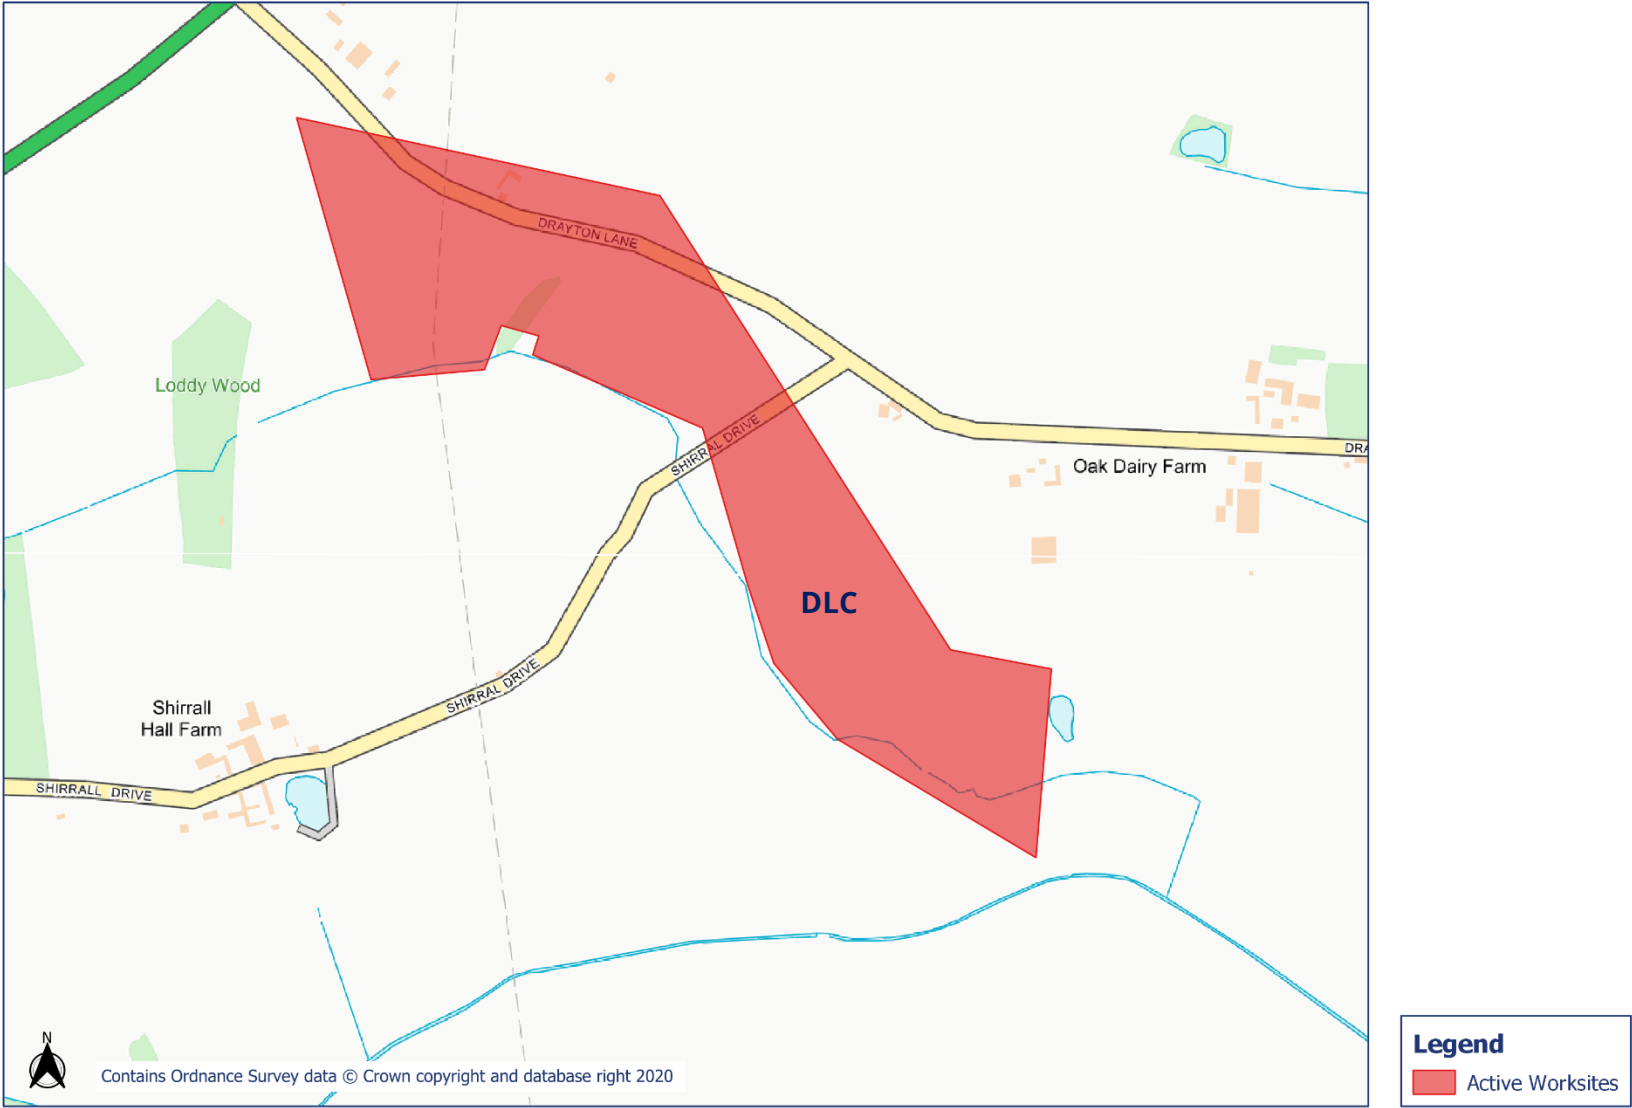 DRAYTON LANE
Loddy Wood
SHIRRAL DRIVE
DRA
Oak Dairy Farm
DLC
SHIRRAL DRIVE
Shirrall
Hall Farm
SHIRRALL DRIVE
N
Contains Ordnance Survey data © Crown copyright and database right 2020
Legend
Active Worksites